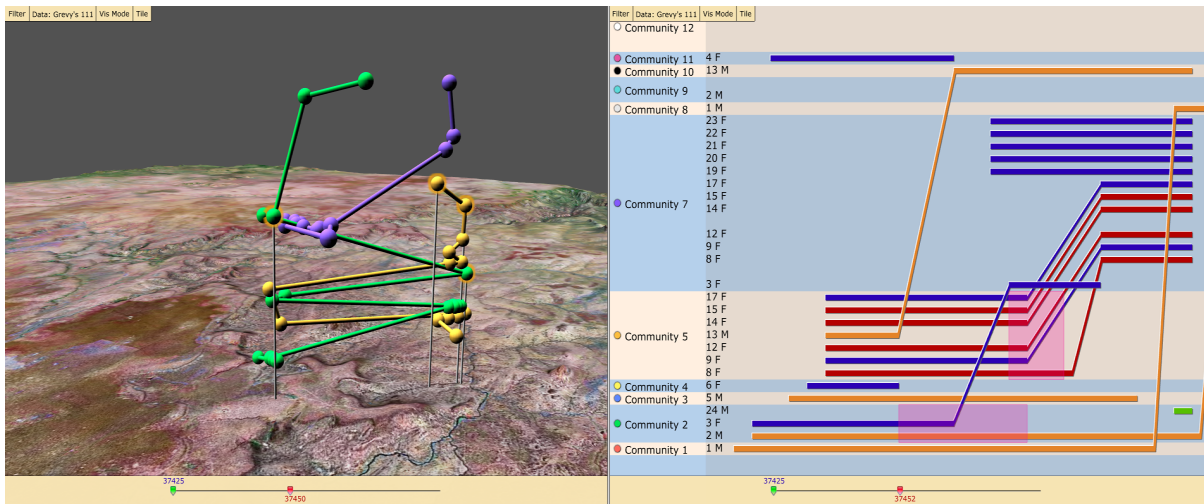 Filter Data: Grevy's 111 Vis Mode Tile
37425
37450
Filter Data: Grevy's 111 Vis Mode Tile
Community 12
Community 11 4 F
Community 10 13 M
Community 9
2 M
Community 8 1 M
23 F
22 F
21 F
20 F
19 F
17 F
15 F
Community 7 14 F
12 F
9 F
8 F
3 F
17 F
15 F
14 F
Community 5 13 M
12 F
9 F
8 F
Community 4 6 F
Community 3 5 M
24 M
Community 2 3 F
2 M
Community 1 1 M
37425
37452